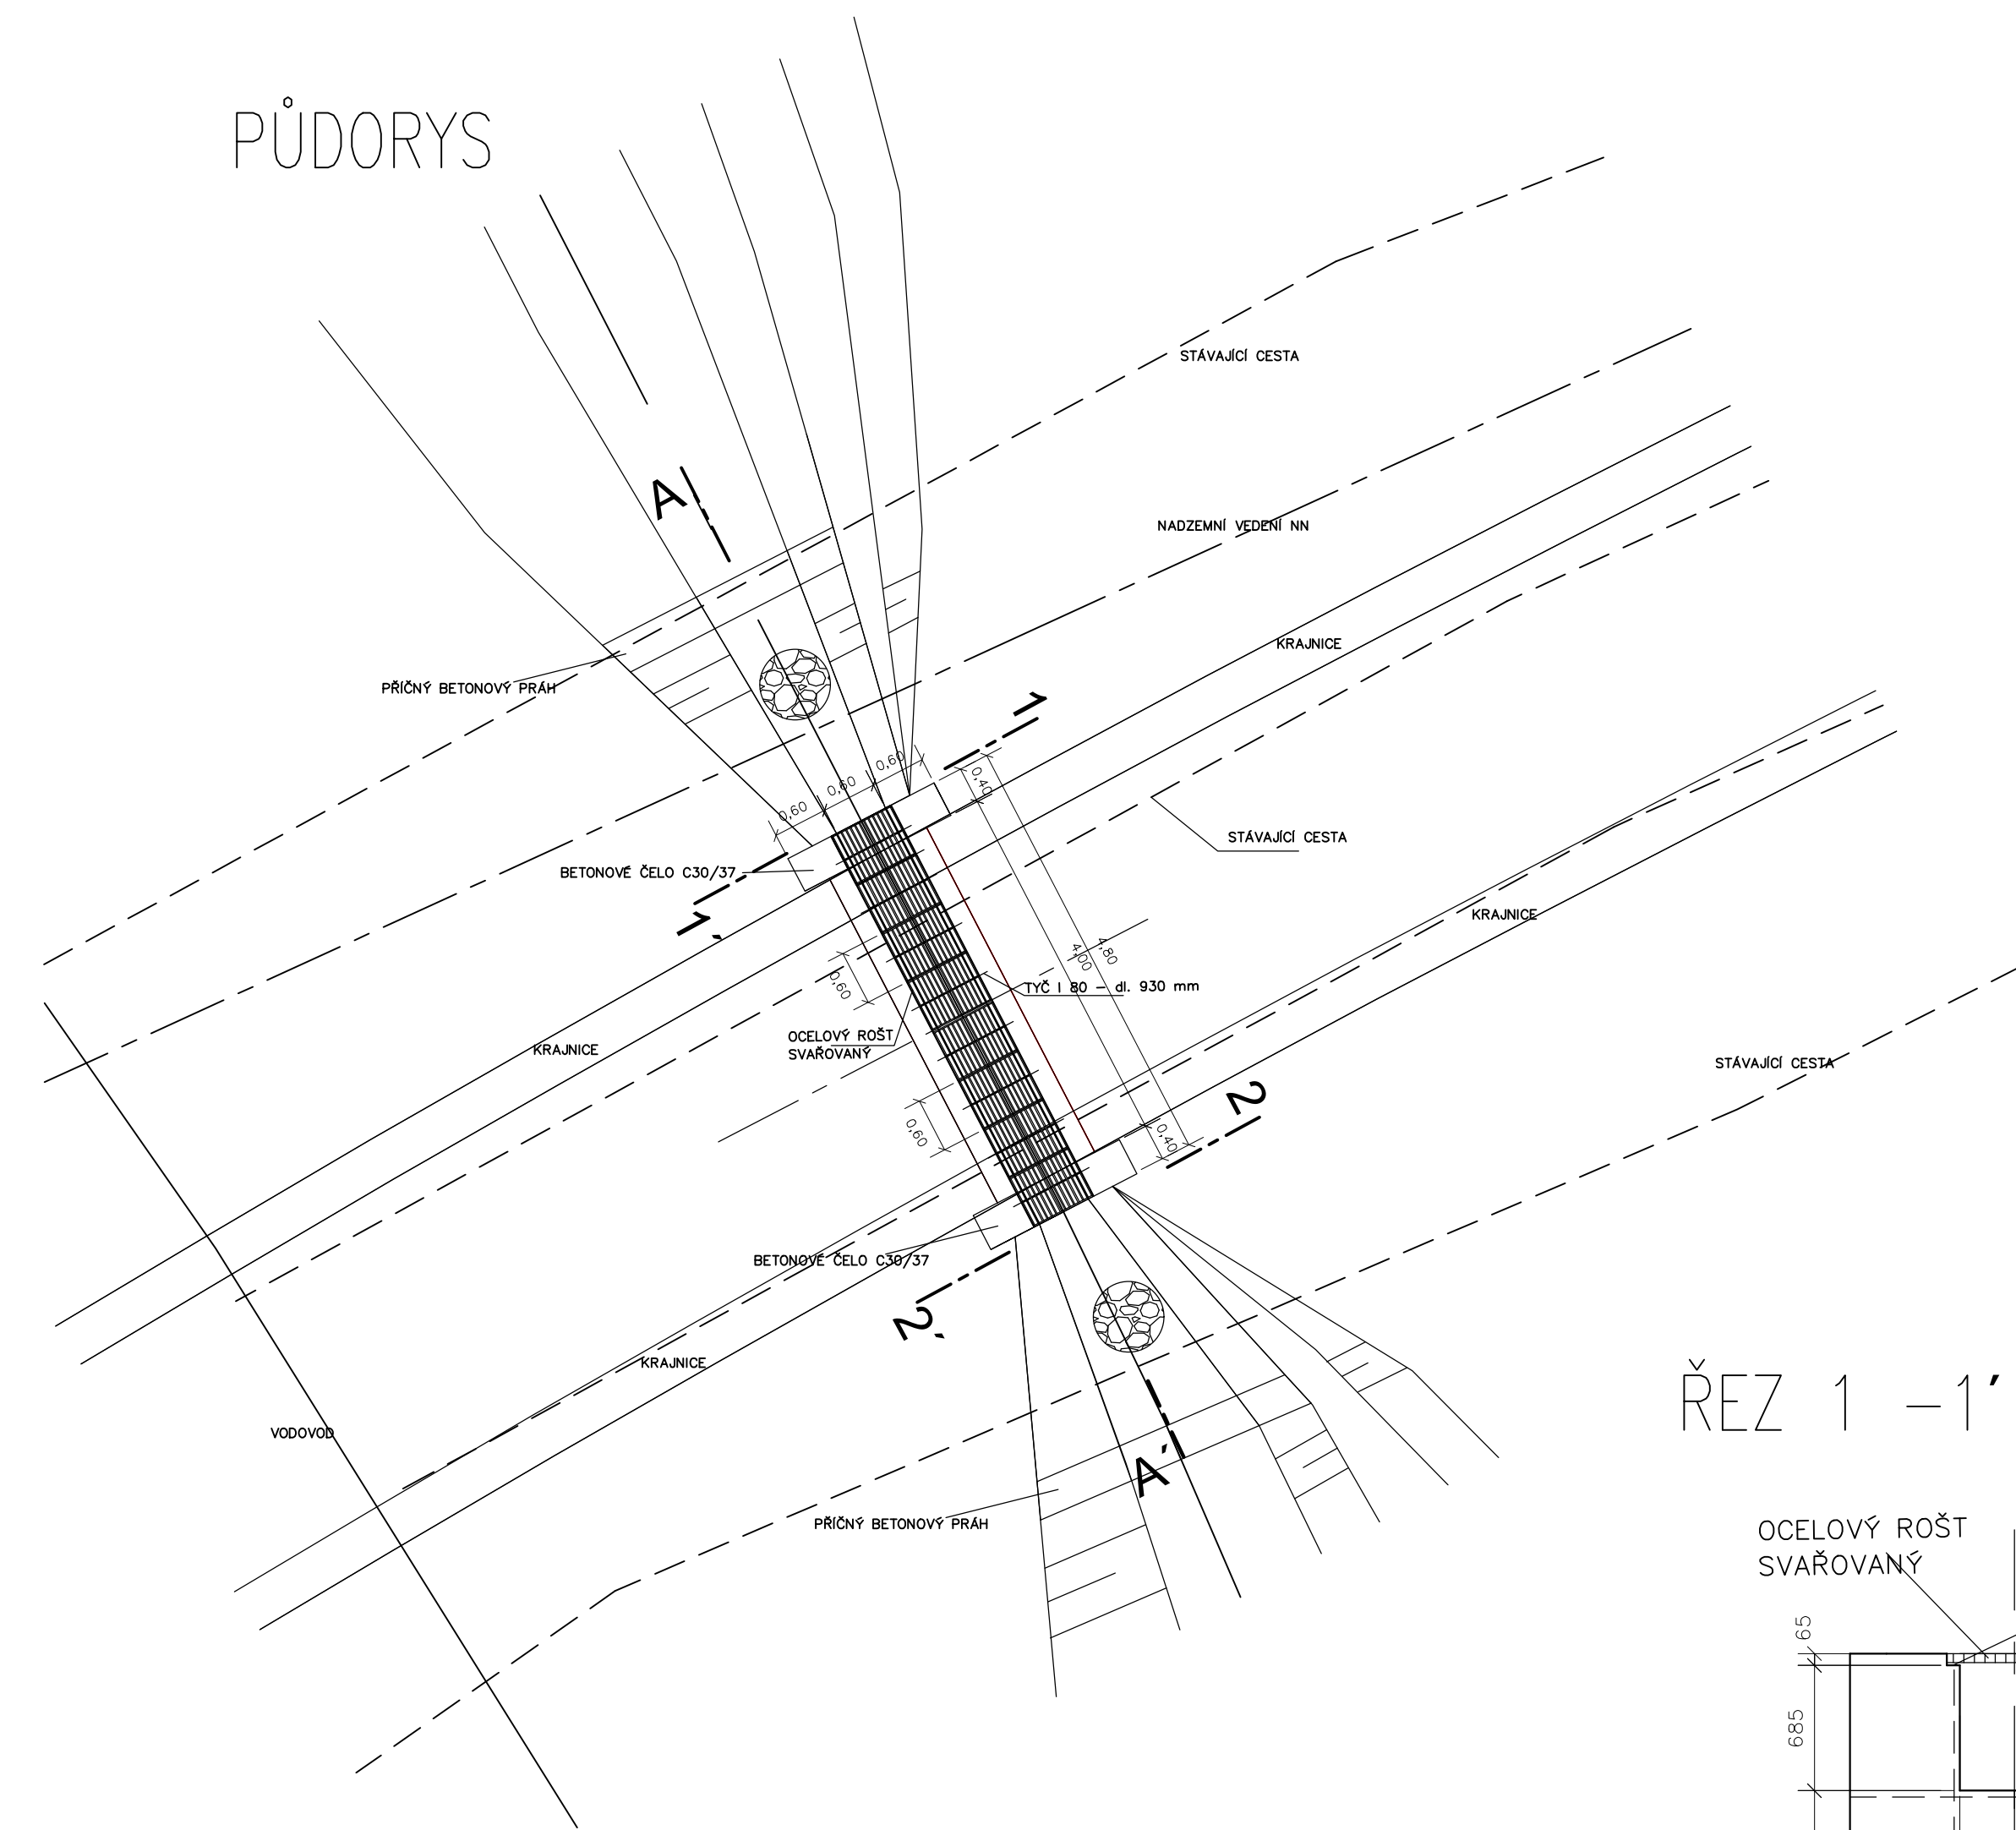 PŮDORYS
STÁVAJÍCÍ CESTA
A
NADZEMNÍ VEDENÍ NN
KRAJNICE
PŘÍČNÝ BETONOVÝ PRÁH
1
0,60
0,60
0,60
0,40
STÁVAJÍCÍ CESTA
BETONOVÉ ČELO C30/37
1'
KRAJNICE
4,80
4,00
0,60
TYČ I 80 – dl. 930 mm
OCELOVÝ ROŠT
SVAŘOVANÝ
KRAJNICE
STÁVAJÍCÍ CESTA
2
0,60
0,40
BETONOVÉ ČELO C30/37
2'
KRAJNICE
VODOVOD
A'
PŘÍČNÝ BETONOVÝ PRÁH
ŘEZ 1 –1'
OCELOVÝ ROŠT
SVAŘOVANÝ
65
685